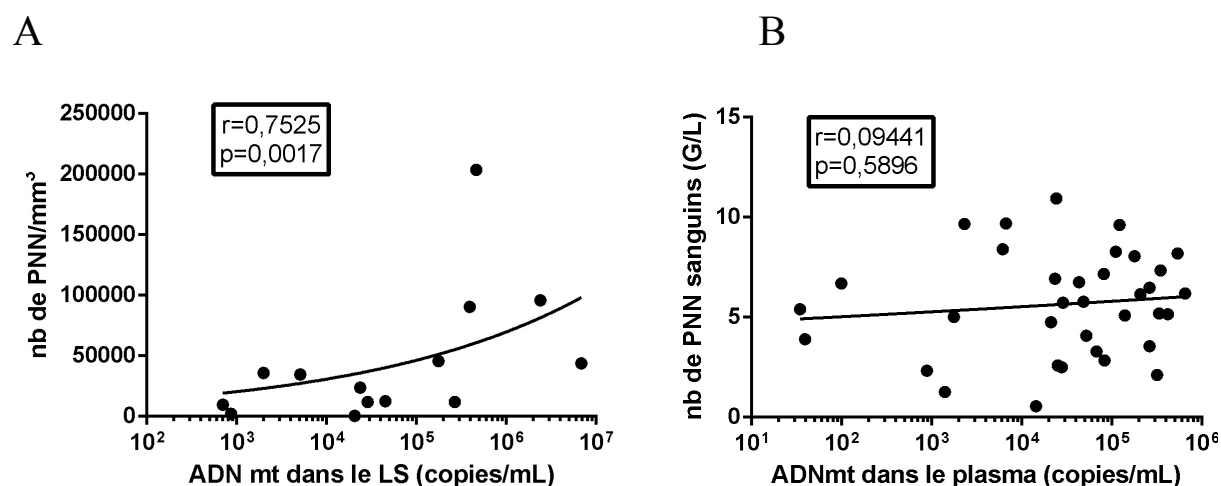 A
B
r=0,7525
p=0,0017
nb de PNN/mm³
250000
200000
150000
100000
50000
0
10² 10³ 10⁴ 10⁵ 10⁶ 10⁷
ADN mt dans le LS (copies/mL)
r=0,09441
p=0,5896
nb de PNN sanguins (G/L)
15
10
5
0
10¹ 10² 10³ 10⁴ 10⁵ 10⁶
ADNmt dans le plasma (copies/mL)